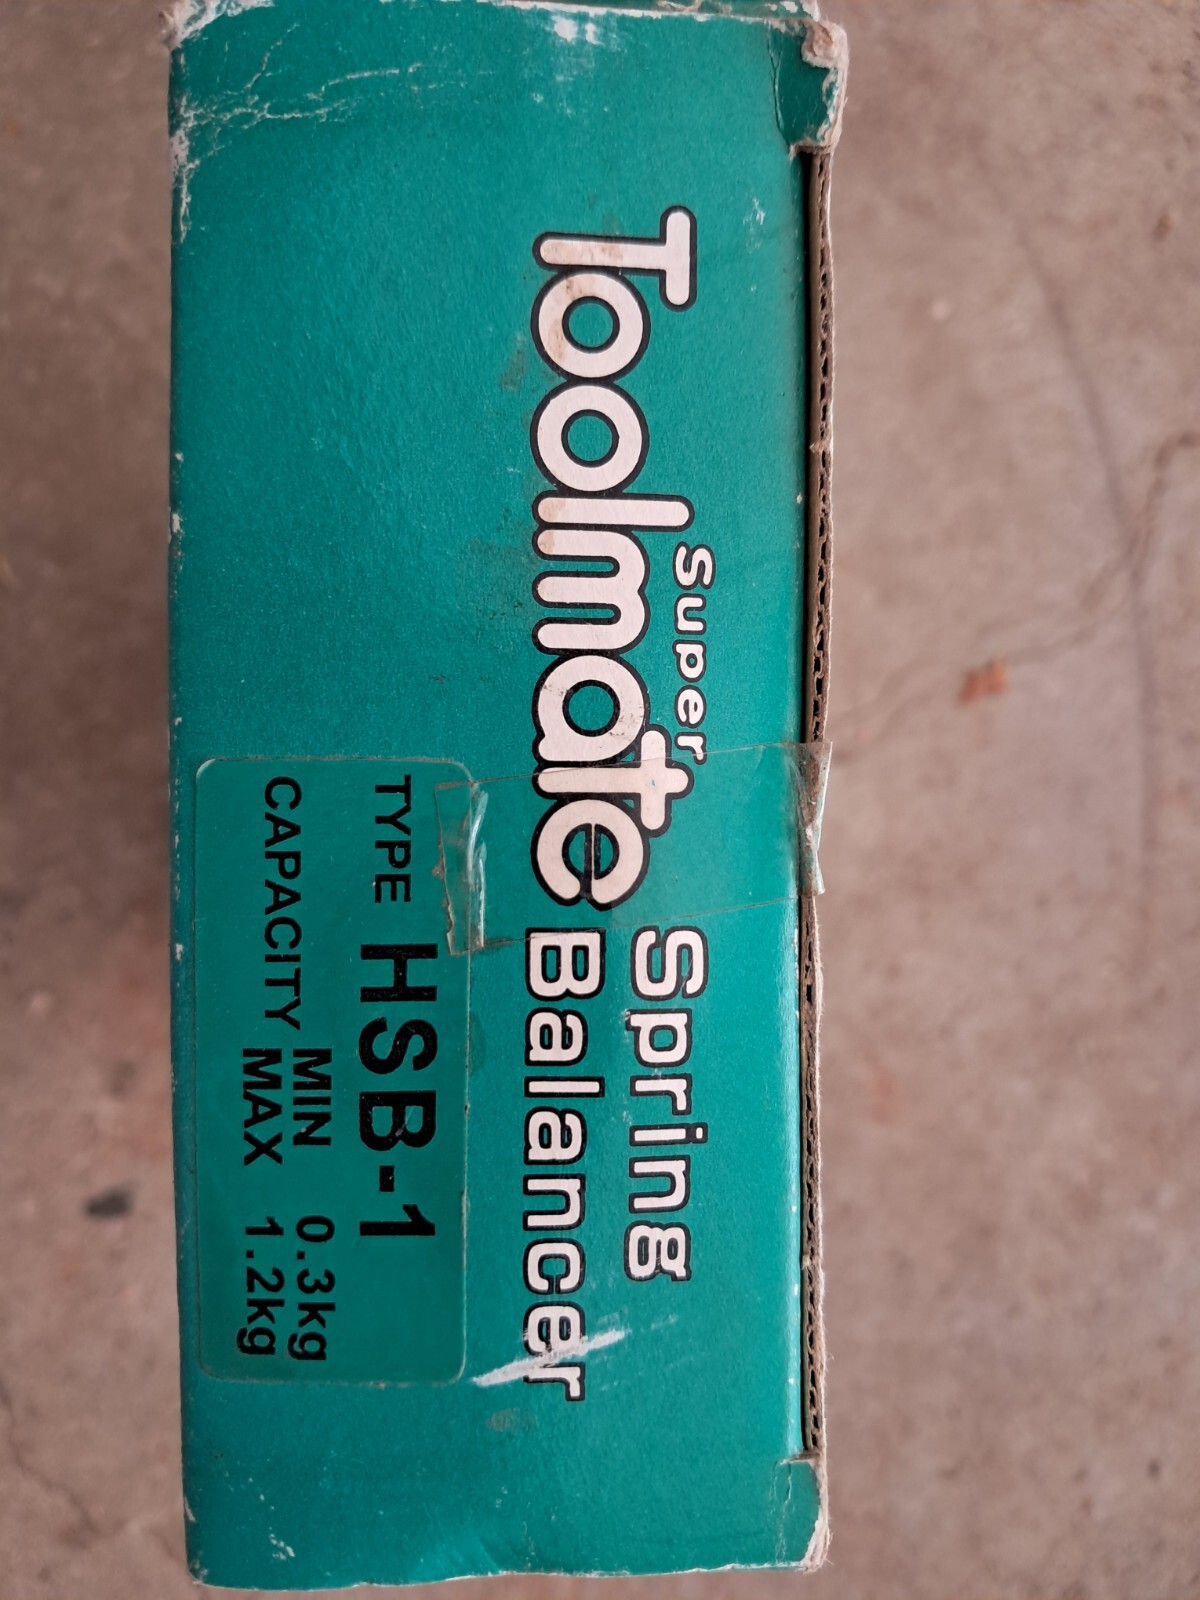 Super
Toolmate Spring
Balancer
TYPE HSB-1
CAPACITY MIN 0.3kg
MAX 1.2kg